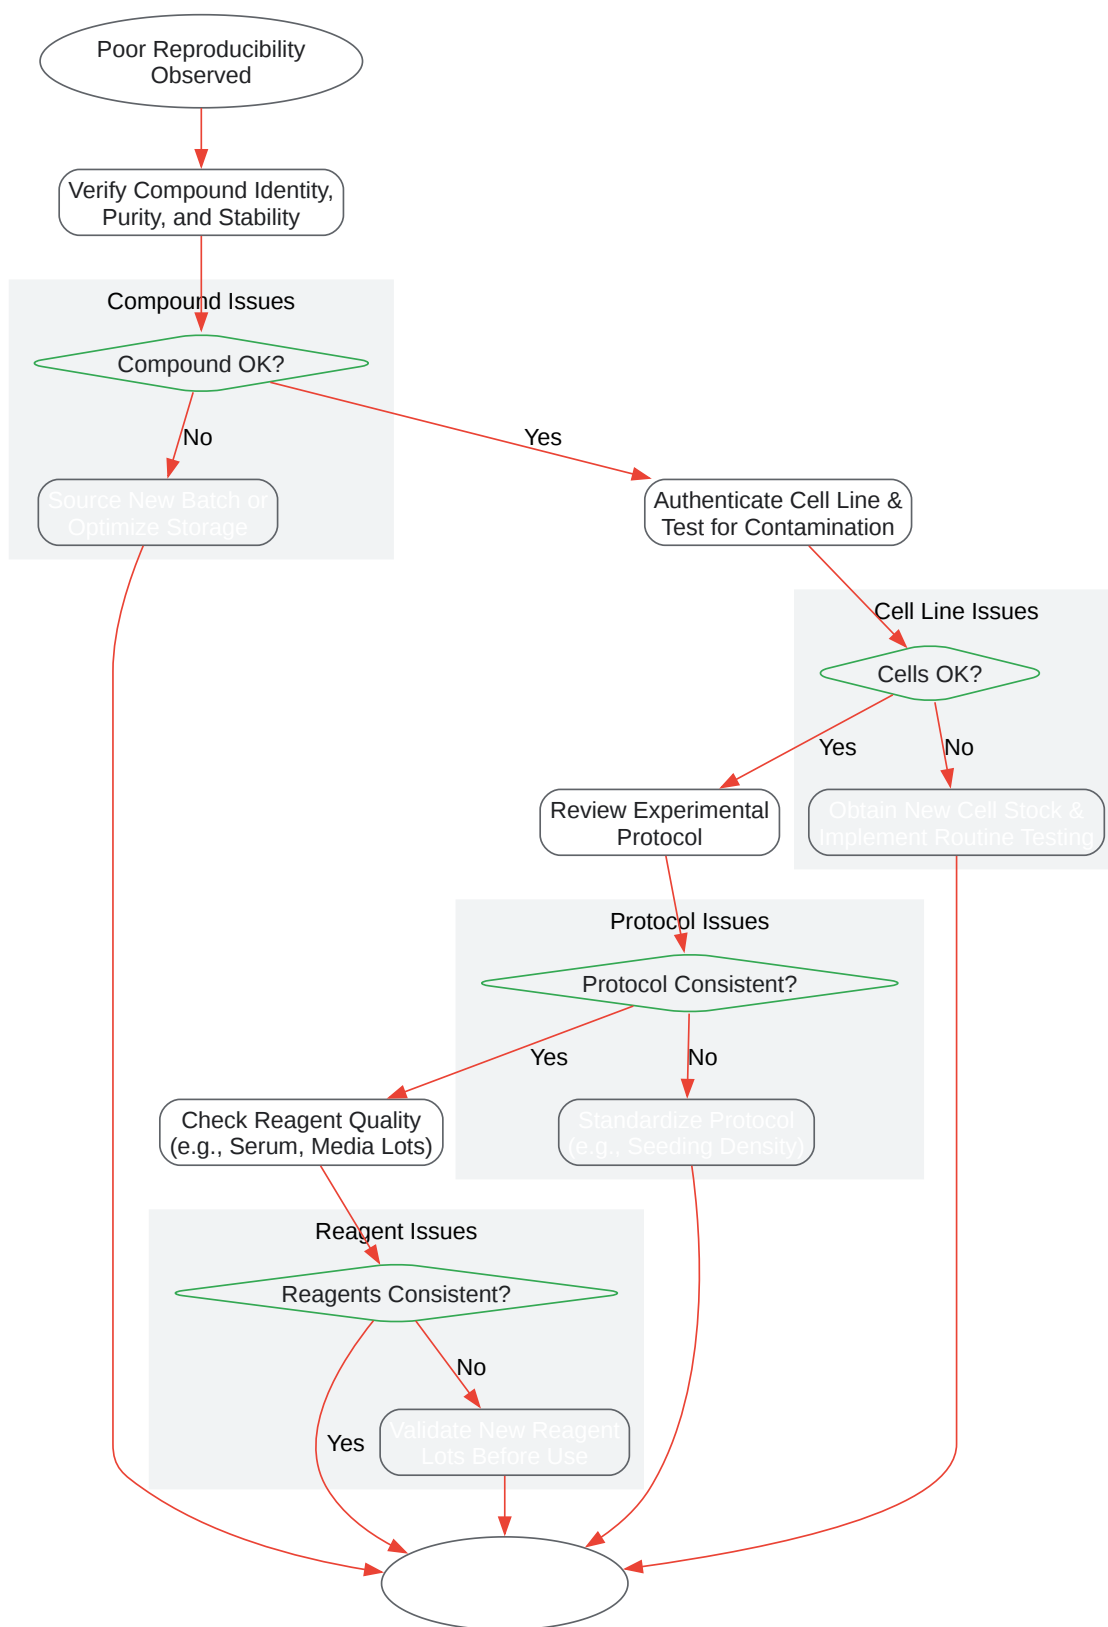 Poor Reproducibility
Observed
Verify Compound Identity,
Purity, and Stability
Compound Issues
Compound OK?
No
Yes
Source New Batch or
Optimize Storage
Authenticate Cell Line &
Test for Contamination
Cell Line Issues
Cells OK?
Yes
No
Review Experimental
Protocol
Obtain New Cell Stock &
Implement Routine Testing
Protocol Issues
Protocol Consistent?
Yes
No
Check Reagent Quality
(e.g., Serum, Media Lots)
Standardize Protocol
(e.g., Seeding Density)
Reagent Issues
Reagents Consistent?
No
Yes
Validate New Reagent
Lots Before Use